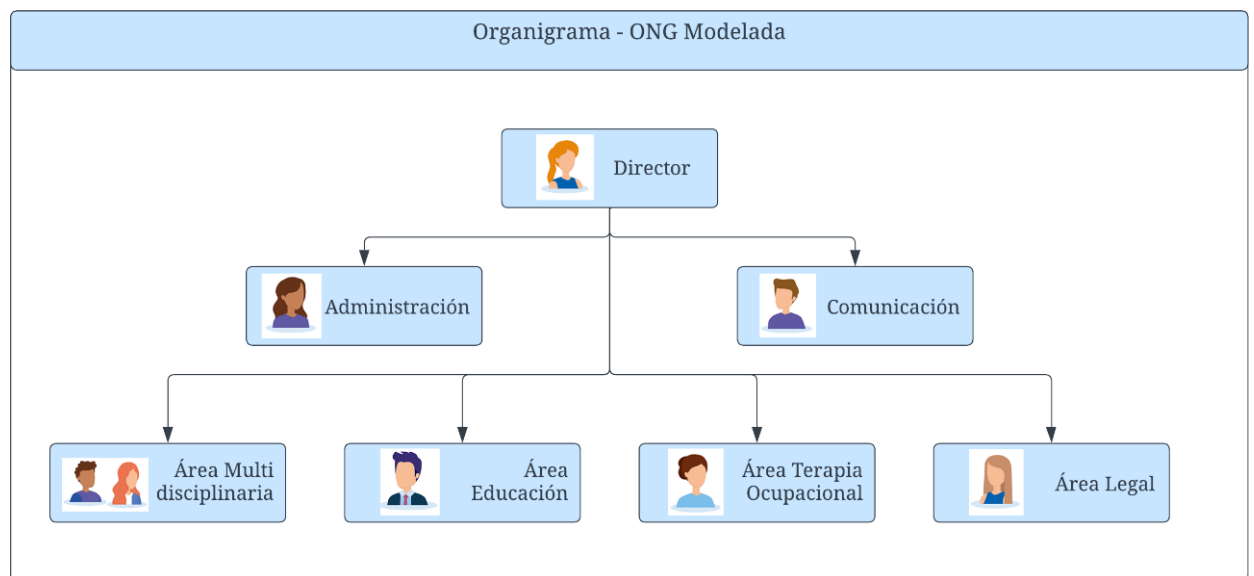 Organigrama - ONG Modelada
Director
Administración
Comunicación
Área Multi
disciplinaria
Área
Educación
Área Terapia
Ocupacional
Área Legal